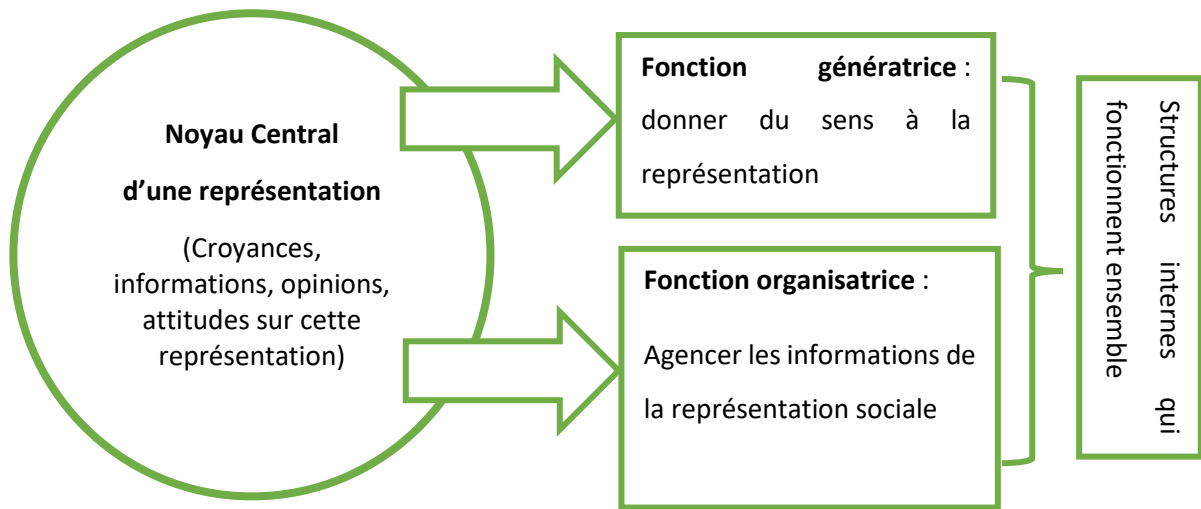 Noyau Central
d’une représentation
(Croyances,
informations, opinions,
attitudes sur cette
représentation)
Fonction génératrice :
donner du sens à la
représentation
Fonction organisatrice :
Agencer les informations de
la représentation sociale
Structures internes qui
fonctionnent ensemble